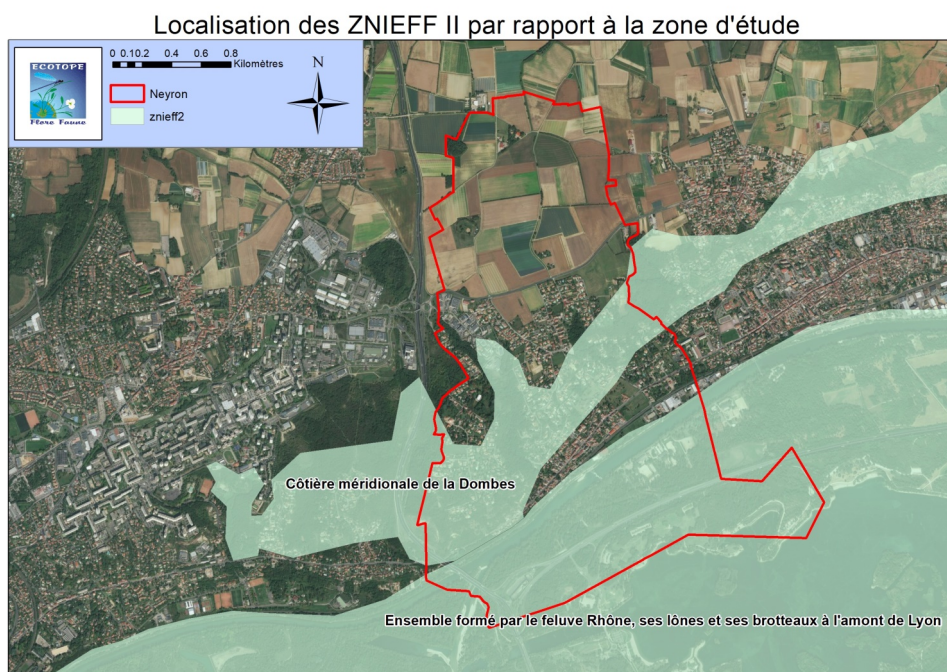 Localisation des ZNIEFF II par rapport à la zone d'étude
ECOTOPE
Flore Faune
0 0.10.2 0.4 0.6 0.8
Kilomètres
Neyron
znieff2
N
Côtière méridionale de la Dombes
Ensemble formé par le feluve Rhône, ses lônes et ses brotteaux à l'amont de Lyon